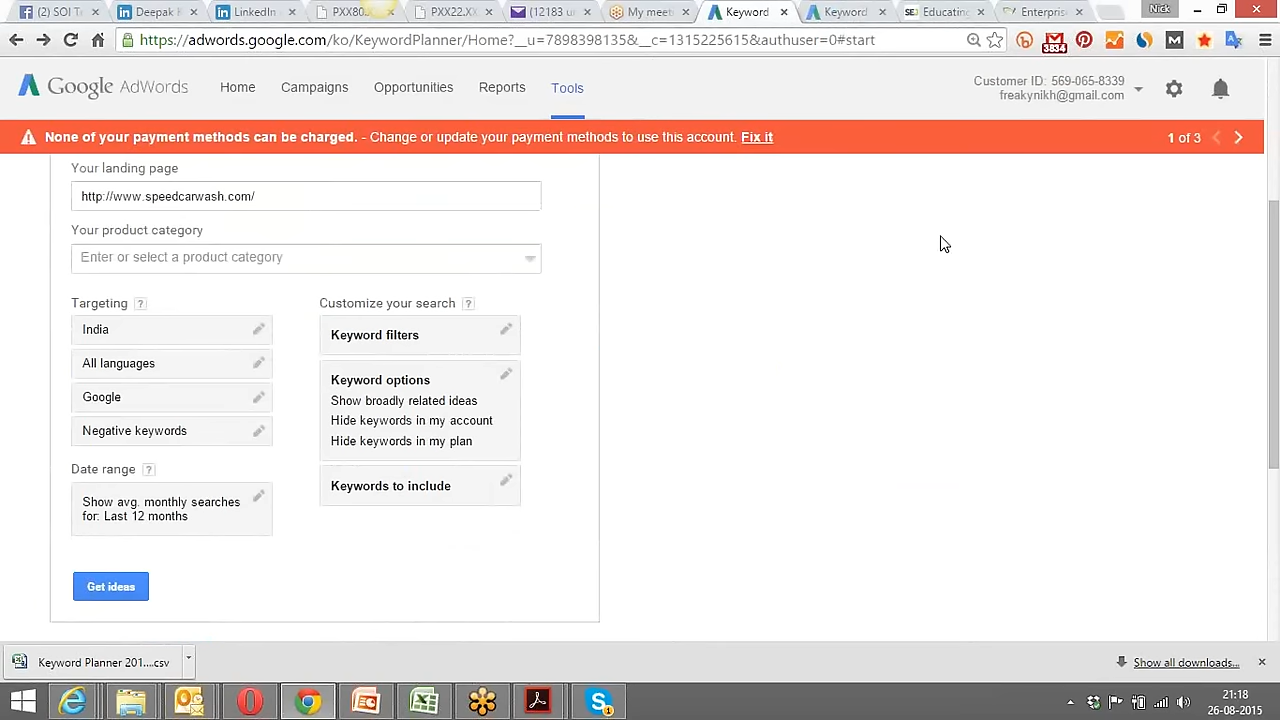 SOI Te
Deepak K
LinkedIn
PXX80
PXX22.X
(12183 u
My meet
Keyword
Keyword
SEJ Educating
Enterpris
Nick
https://adwords.google.com/ko/KeywordPlanner/Home?__u=7898398135&__c=1315225615&authuser=0#start
3834
Google AdWords
Home
Campaigns
Opportunities
Reports
Tools
Customer ID: 569-065-8339
freakynikh@gmail.com
None of your payment methods can be charged. - Change or update your payment methods to use this account. Fix it
1 of 3
Your landing page
http://www.speedcarwash.com/
Your product category
Enter or select a product category
Targeting ?
Customize your search ?
India
Keyword filters
All languages
Keyword options
Google
Show broadly related ideas
Hide keywords in my account
Negative keywords
Hide keywords in my plan
Date range ?
Keywords to include
Show avg. monthly searches
for: Last 12 months
Get ideas
Keyword Planner 201....csv
Show all downloads...
21:18
26-08-2015